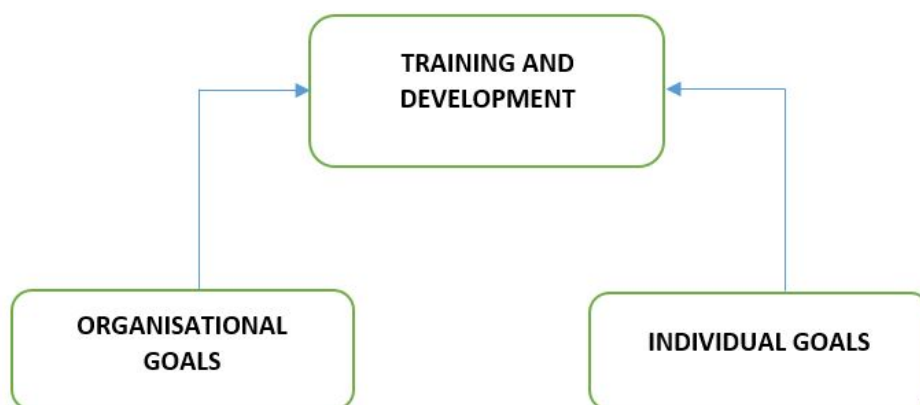 TRAINING AND
DEVELOPMENT
ORGANISATIONAL
GOALS
INDIVIDUAL GOALS